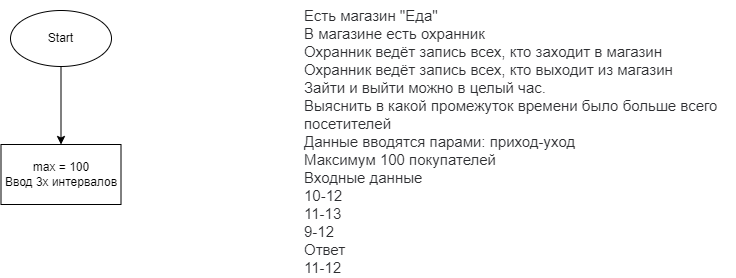 Start
max = 100
Ввод 3х интервалов
Есть магазин "Еда"
В магазине есть охранник
Охранник ведёт запись всех, кто заходит в магазин
Охранник ведёт запись всех, кто выходит из магазин
Зайти и выйти можно в целый час.
Выяснить в какой промежуток времени было больше всего
посетителей
Данные вводятся парами: приход-уход
Максимум 100 покупателей
Входные данные
10-12
11-13
9-12
Ответ
11-12